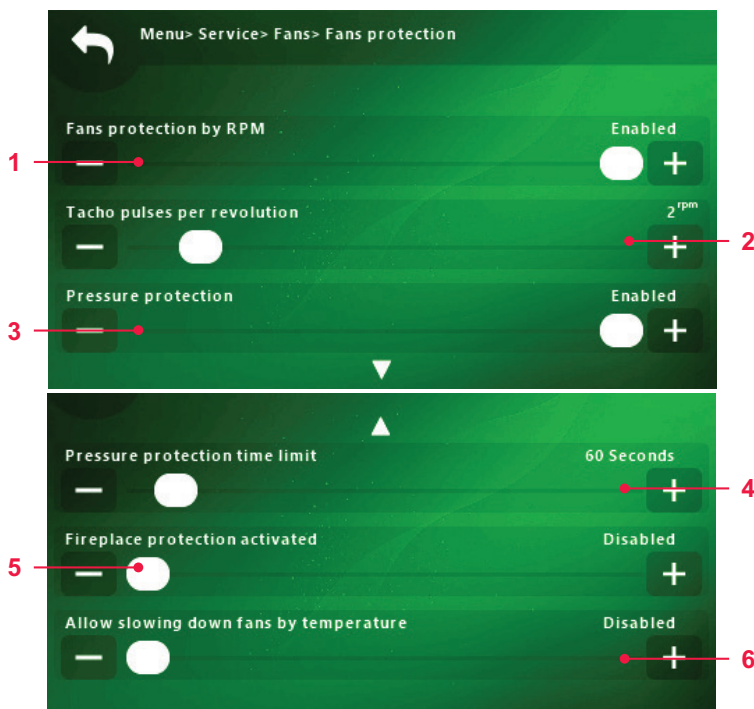 Menu> Service> Fans> Fans protection
Fans protection by RPM Enabled
1
Tacho pulses per revolution 2 rpm
2
Pressure protection Enabled
3
Pressure protection time limit 60 Seconds
4
Fireplace protection activated Disabled
5
Allow slowing down fans by temperature Disabled
6